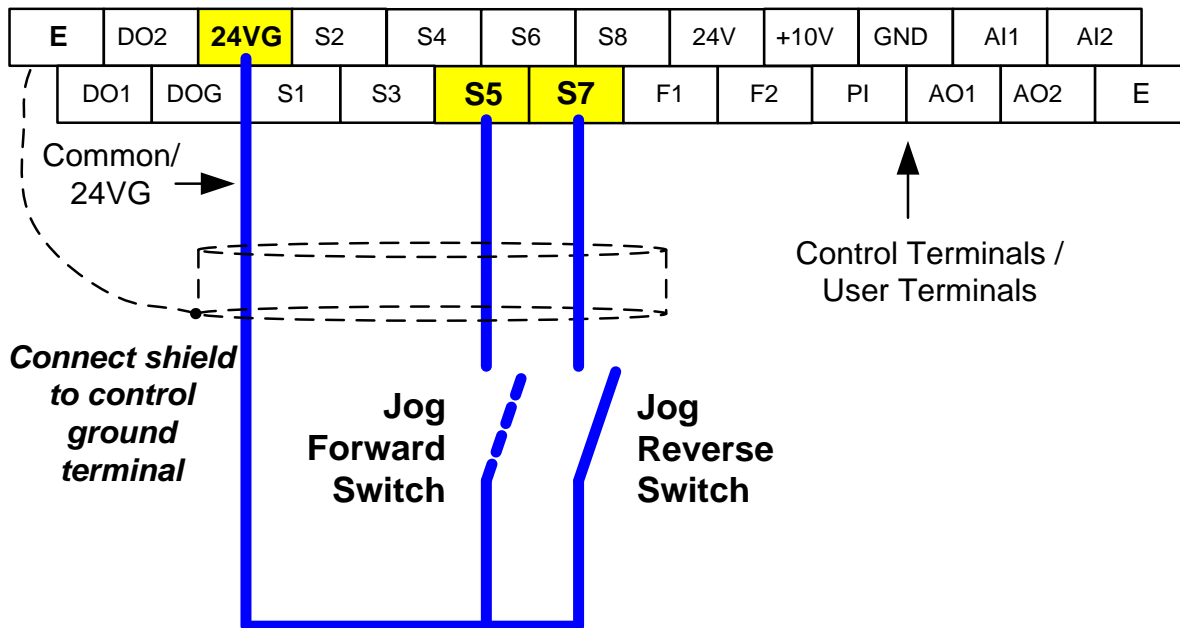 E DO2 24VG S2 S4 S6 S8 24V +10V GND AI1 AI2
DO1 DOG S1 S3 S5 S7 F1 F2 PI AO1 AO2 E
Common/
24VG
Control Terminals /
User Terminals
Connect shield
to control
ground
terminal
Jog
Forward
Switch
Jog
Reverse
Switch